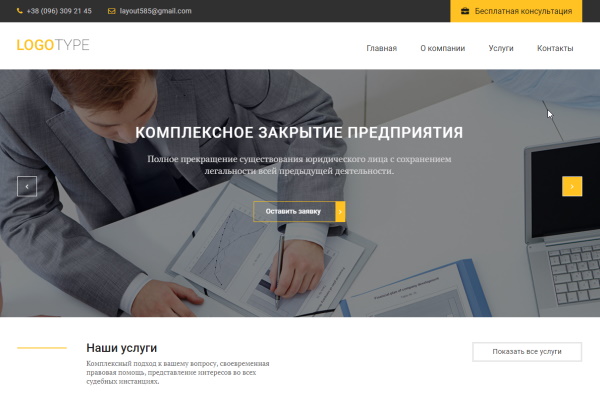 +38 (096) 309 21 45 layout585@gmail.com Бесплатная консультация
LOGOTYPE
Главная О компании Услуги Контакты
КОМПЛЕКСНОЕ ЗАКРЫТИЕ ПРЕДПРИЯТИЯ
Полное прекращение существования юридического лица с сохранением
легальности всей предыдущей деятельности.
Оставить заявку
Наши услуги
Показать все услуги
Комплексный подход к вашему вопросу, своевременная
правовая помощь, представление интересов во всех
судебных инстанциях.